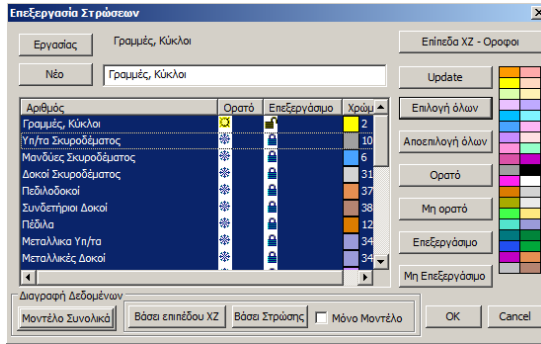 Επεξεργασία Στρώσεων
Εργασίας Γραμμές, Κύκλοι Επίπεδα ΧΖ - Οροφοι
Νέο Γραμμές, Κύκλοι Update
Αριθμός Ορατό Επεξεργάσιμο Χρώμ
Γραμμές, Κύκλοι 2 Επιλογή όλων
Υπ/τα Σκυροδέματος 10
Μανδύες Σκυροδέματος 6 Αποεπιλογή όλων
Δοκοί Σκυροδέματος 31 Ορατό
Πεδιλοδοκοί 37
Συνδετήριοι Δοκοί 38 Μη ορατό
Πέδιλα 12
Μεταλλικα Υπ/τα 34 Επεξεργάσιμο
Μεταλλικές Δοκοί 34
Μη Επεξεργάσιμο
Διαγραφή Δεδομένων
Μοντέλο Συνολικά Βάσει επιπέδου ΧΖ Βάσει Στρώσης Μόνο Μοντέλο OK Cancel